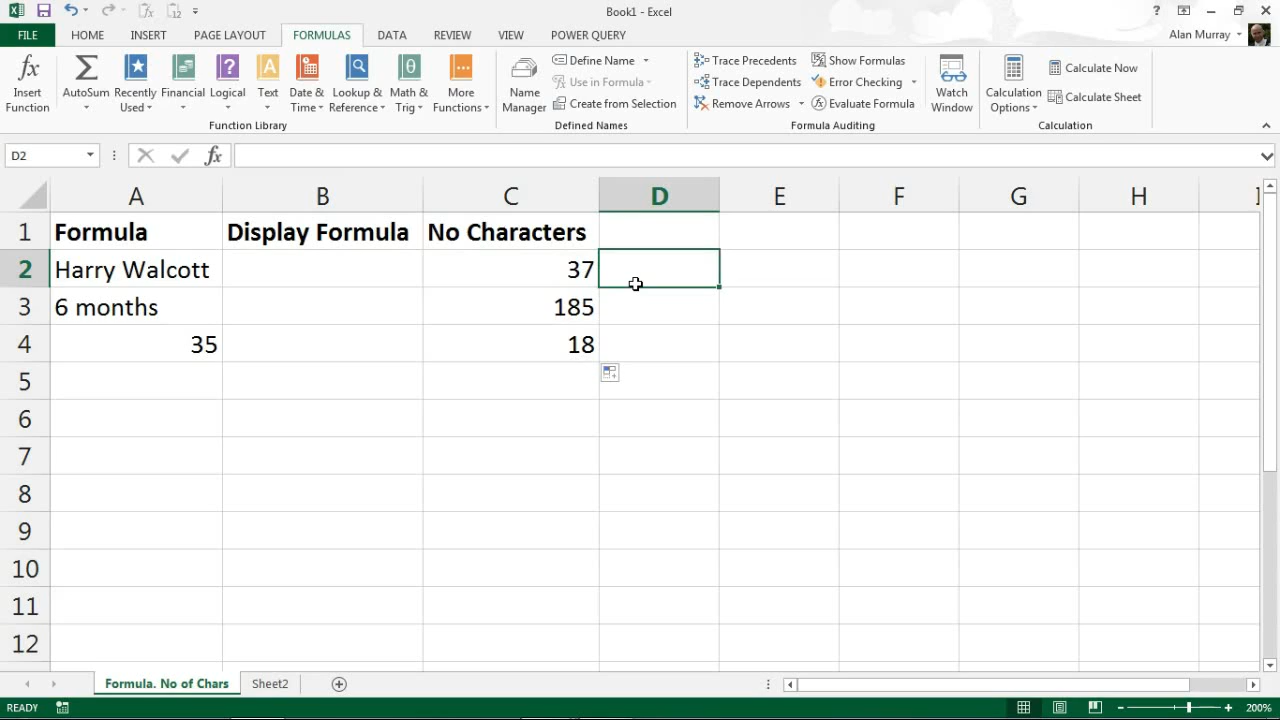 Book1 - Excel
?
FILE HOME INSERT PAGE LAYOUT FORMULAS DATA REVIEW VIEW POWER QUERY Alan Murray
fx Insert Function
Σ AutoSum
Recently Used
Financial
Logical
Text
Date & Time
Lookup & Reference
Math & Trig
More Functions
Function Library
Name Manager
Define Name
Use in Formula
Create from Selection
Defined Names
Trace Precedents
Trace Dependents
Remove Arrows
Show Formulas
Error Checking
Evaluate Formula
Formula Auditing
Watch Window
Calculation Options
Calculate Now
Calculate Sheet
Calculation
D2 fx
A B C D E F G H
1 Formula Display Formula No Characters
2 Harry Walcott 37
3 6 months 185
4 35 18
5
6
7
8
9
10
11
12
Formula. No of Chars Sheet2
READY 200%